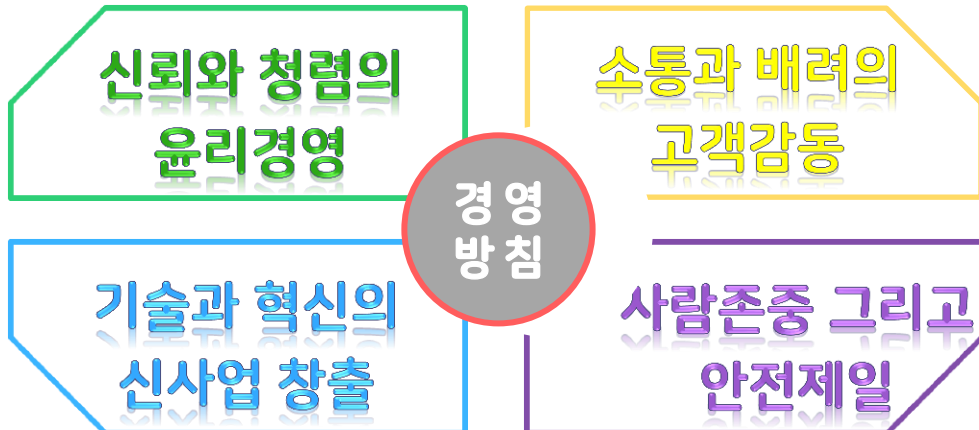 신뢰와 청렴의
윤리경영
소통과 배려의
고객감동
경영
방침
기술과 혁신의
신사업 창출
사람존중 그리고
안전제일